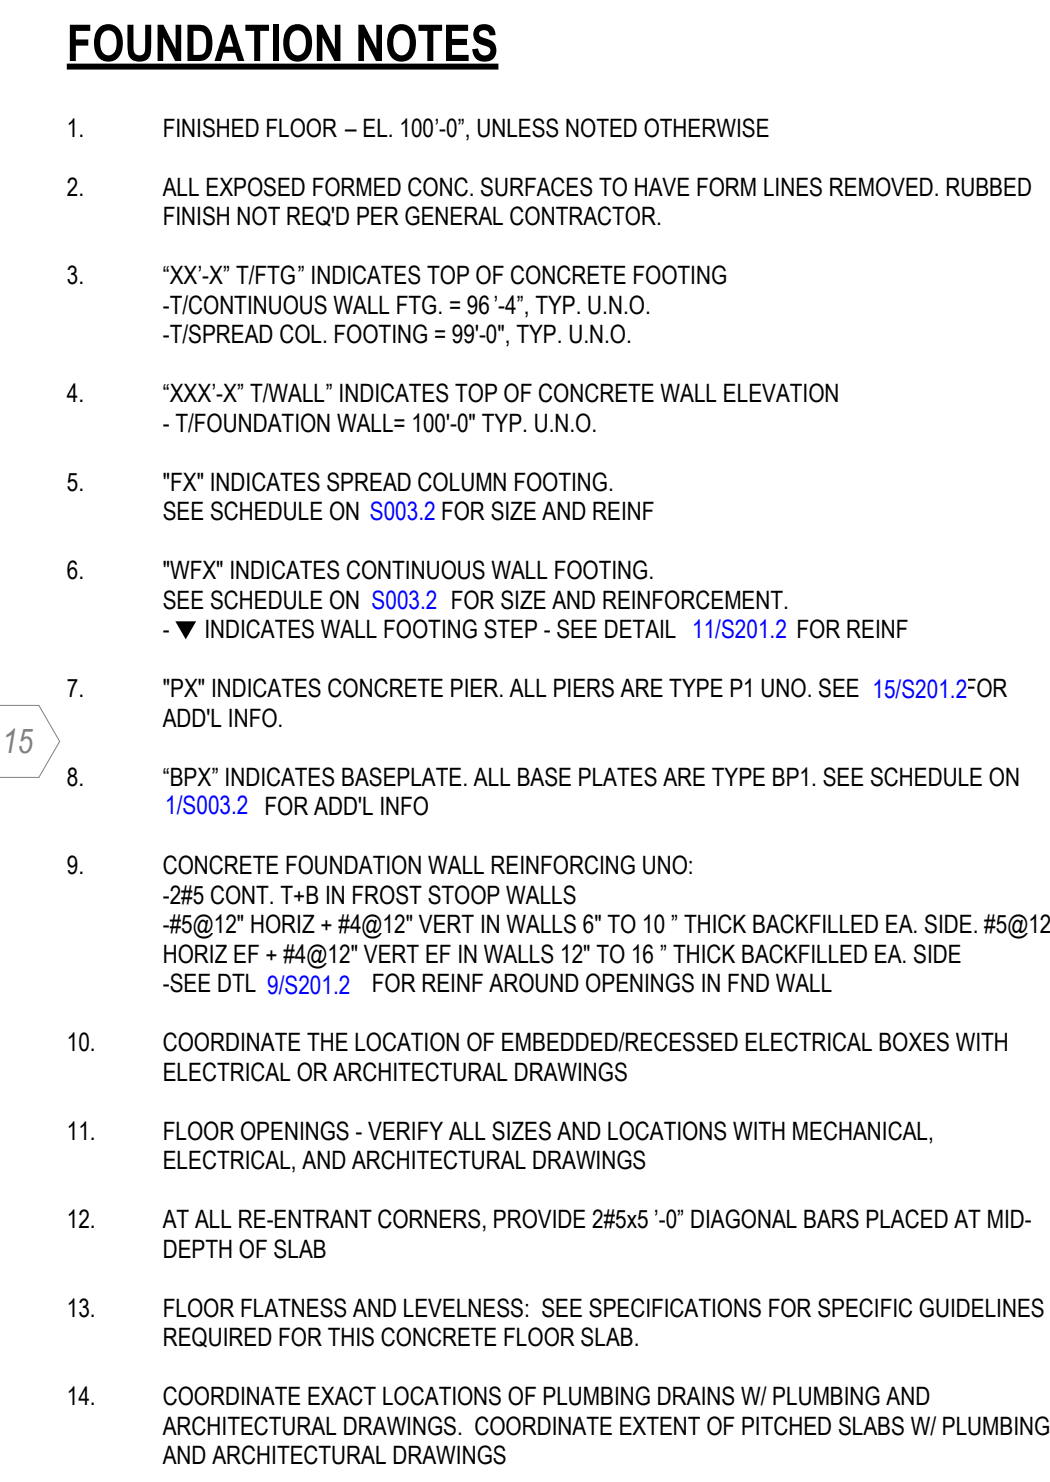 FOUNDATION NOTES
1. FINISHED FLOOR – EL. 100’-0”, UNLESS NOTED OTHERWISE
2. ALL EXPOSED FORMED CONC. SURFACES TO HAVE FORM LINES REMOVED. RUBBED
FINISH NOT REQ'D PER GENERAL CONTRACTOR.
3. “XX’-X” T/FTG” INDICATES TOP OF CONCRETE FOOTING
-T/CONTINUOUS WALL FTG. = 96’-4”, TYP. U.N.O.
-T/SPREAD COL. FOOTING = 99'-0", TYP. U.N.O.
4. “XXX’-X” T/WALL” INDICATES TOP OF CONCRETE WALL ELEVATION
- T/FOUNDATION WALL= 100'-0" TYP. U.N.O.
5. "FX" INDICATES SPREAD COLUMN FOOTING.
SEE SCHEDULE ON S003.2 FOR SIZE AND REINF
6. "WFX" INDICATES CONTINUOUS WALL FOOTING.
SEE SCHEDULE ON S003.2 FOR SIZE AND REINFORCEMENT.
- ▼ INDICATES WALL FOOTING STEP - SEE DETAIL 11/S201.2 FOR REINF
7. "PX" INDICATES CONCRETE PIER. ALL PIERS ARE TYPE P1 UNO. SEE 15/S201.2 FOR
ADD'L INFO.
15
8. “BPX” INDICATES BASEPLATE. ALL BASE PLATES ARE TYPE BP1. SEE SCHEDULE ON
1/S003.2 FOR ADD'L INFO
9. CONCRETE FOUNDATION WALL REINFORCING UNO:
-2#5 CONT. T+B IN FROST STOOP WALLS
-#5@12" HORIZ + #4@12" VERT IN WALLS 6" TO 10 ” THICK BACKFILLED EA. SIDE. #5@12
HORIZ EF + #4@12" VERT EF IN WALLS 12" TO 16 ” THICK BACKFILLED EA. SIDE
-SEE DTL 9/S201.2 FOR REINF AROUND OPENINGS IN FND WALL
10. COORDINATE THE LOCATION OF EMBEDDED/RECESSED ELECTRICAL BOXES WITH
ELECTRICAL OR ARCHITECTURAL DRAWINGS
11. FLOOR OPENINGS - VERIFY ALL SIZES AND LOCATIONS WITH MECHANICAL,
ELECTRICAL, AND ARCHITECTURAL DRAWINGS
12. AT ALL RE-ENTRANT CORNERS, PROVIDE 2#5x5 ’-0” DIAGONAL BARS PLACED AT MID-
DEPTH OF SLAB
13. FLOOR FLATNESS AND LEVELNESS: SEE SPECIFICATIONS FOR SPECIFIC GUIDELINES
REQUIRED FOR THIS CONCRETE FLOOR SLAB.
14. COORDINATE EXACT LOCATIONS OF PLUMBING DRAINS W/ PLUMBING AND
ARCHITECTURAL DRAWINGS. COORDINATE EXTENT OF PITCHED SLABS W/ PLUMBING
AND ARCHITECTURAL DRAWINGS